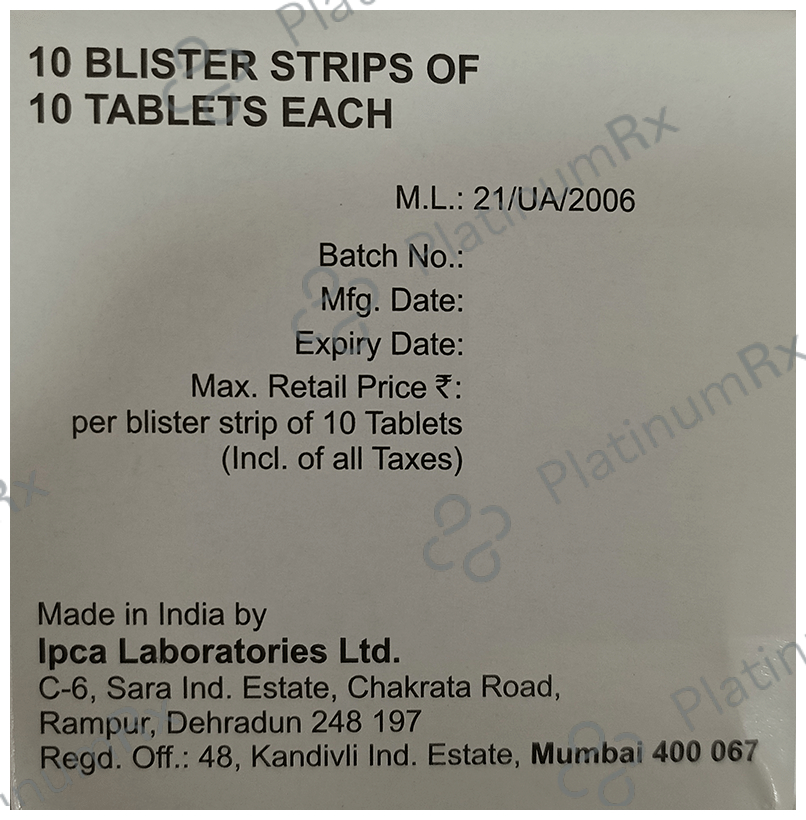 10 BLISTER STRIPS OF
10 TABLETS EACH
M.L.: 21/UA/2006
Batch No.:
Mfg. Date:
Expiry Date:
Max. Retail Price ₹:
per blister strip of 10 Tablets
(Incl. of all Taxes)
Made in India by
Ipca Laboratories Ltd.
C-6, Sara Ind. Estate, Chakrata Road,
Rampur, Dehradun 248 197
Regd. Off.: 48, Kandivli Ind. Estate, Mumbai 400 067
PlatinumRx
PlatinumRx